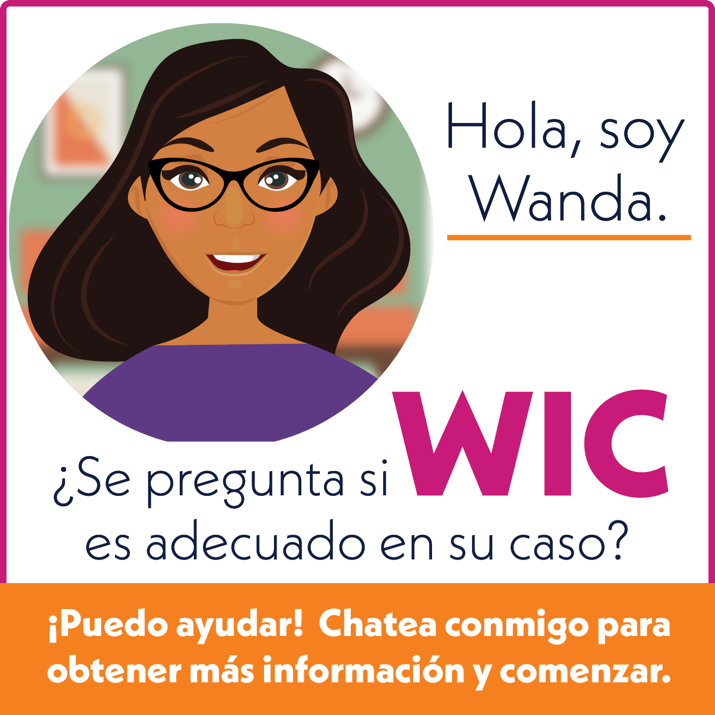 Hola, soy
Wanda.
¿Se pregunta si WIC
es adecuado en su caso?
¡Puedo ayudar! Chatea conmigo para
obtener más información y comenzar.